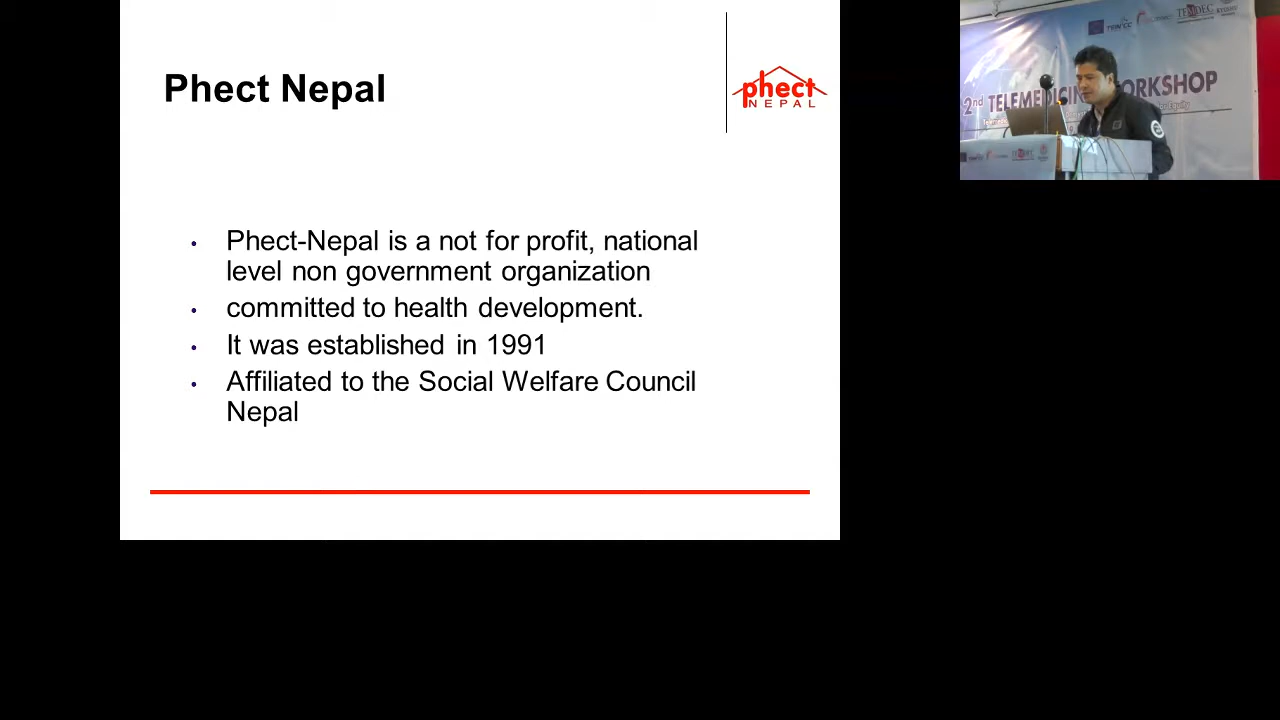 Phect Nepal
phect
NEPAL
• Phect-Nepal is a not for profit, national
level non government organization
• committed to health development.
• It was established in 1991
• Affiliated to the Social Welfare Council
Nepal
TEMDEC
2nd TELEMEDICINE WORKSHOP